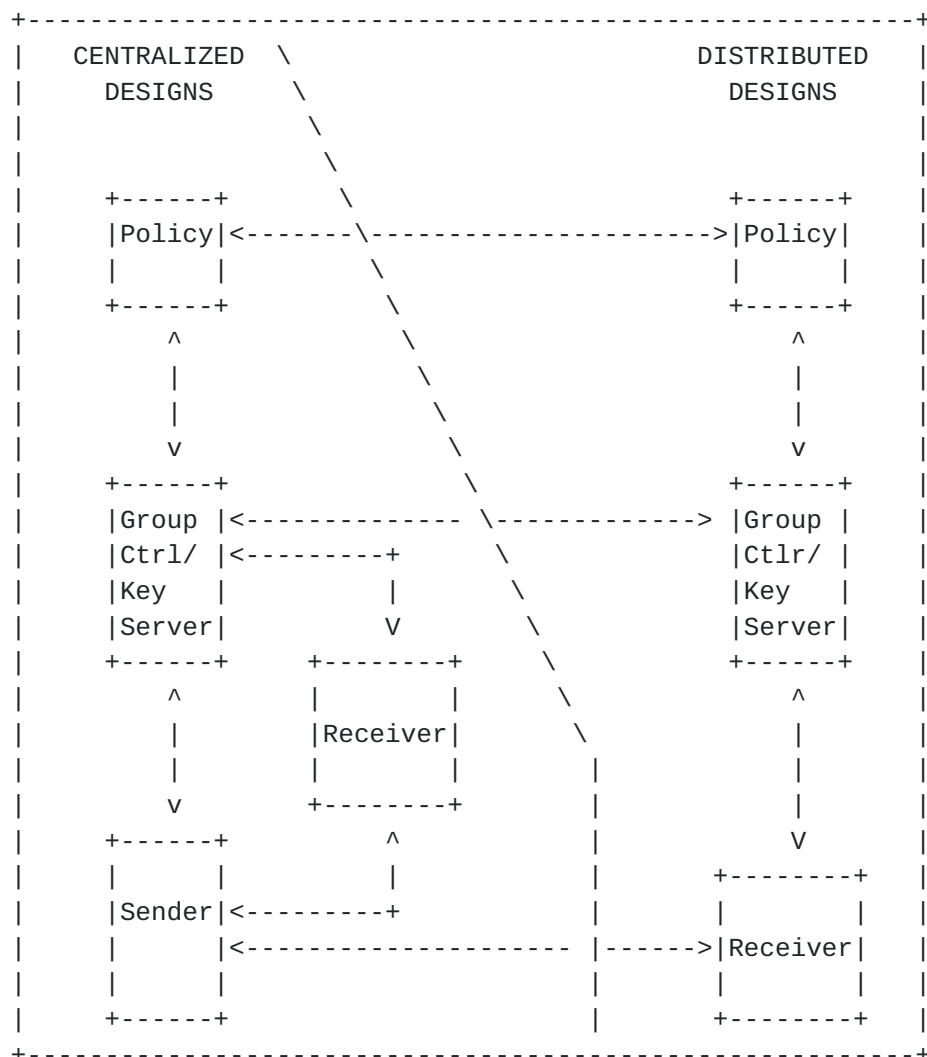 CENTRALIZED DISTRIBUTED
DESIGNS DESIGNS
Policy Policy
Group Group
Ctrl/ Ctlr/
Key Key
Server Server
Receiver
Sender
Receiver